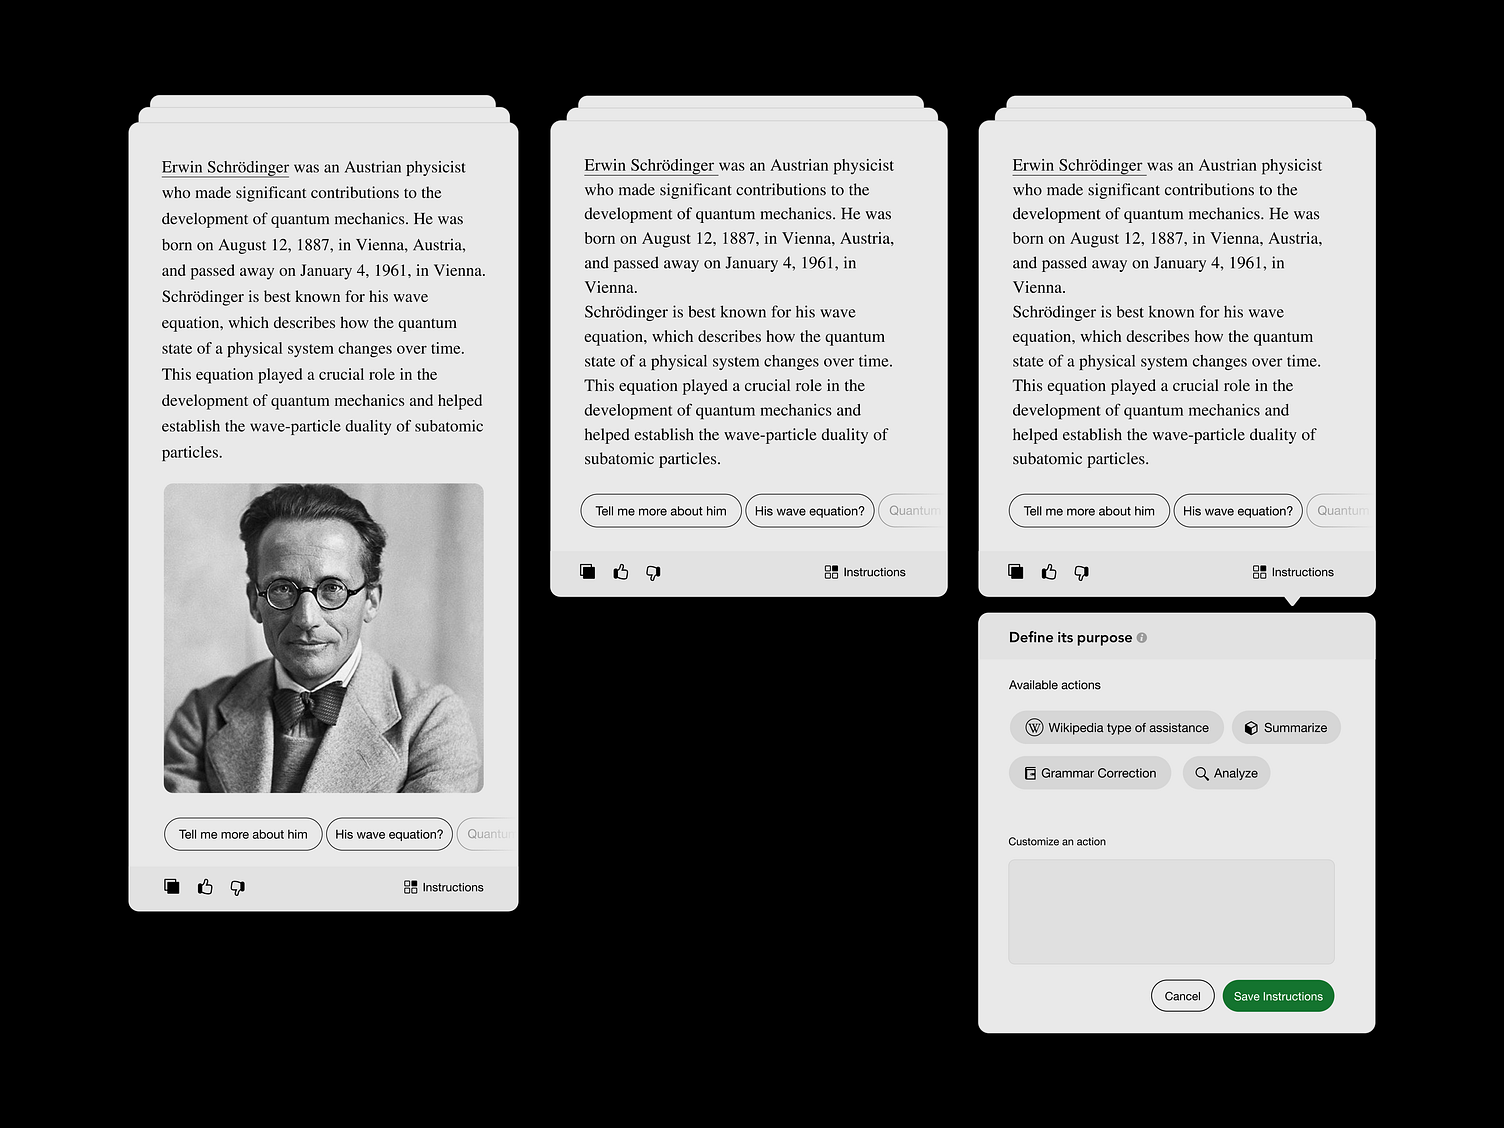 Erwin Schrödinger was an Austrian physicist
who made significant contributions to the
development of quantum mechanics. He was
born on August 12, 1887, in Vienna, Austria,
and passed away on January 4, 1961, in Vienna.
Schrödinger is best known for his wave
equation, which describes how the quantum
state of a physical system changes over time.
This equation played a crucial role in the
development of quantum mechanics and helped
establish the wave-particle duality of subatomic
particles.
Tell me more about him
His wave equation?
Quantum
Instructions
Erwin Schrödinger was an Austrian physicist
who made significant contributions to the
development of quantum mechanics. He was
born on August 12, 1887, in Vienna, Austria,
and passed away on January 4, 1961, in
Vienna.
Schrödinger is best known for his wave
equation, which describes how the quantum
state of a physical system changes over time.
This equation played a crucial role in the
development of quantum mechanics and
helped establish the wave-particle duality of
subatomic particles.
Tell me more about him
His wave equation?
Quantum
Instructions
Erwin Schrödinger was an Austrian physicist
who made significant contributions to the
development of quantum mechanics. He was
born on August 12, 1887, in Vienna, Austria,
and passed away on January 4, 1961, in
Vienna.
Schrödinger is best known for his wave
equation, which describes how the quantum
state of a physical system changes over time.
This equation played a crucial role in the
development of quantum mechanics and
helped establish the wave-particle duality of
subatomic particles.
Tell me more about him
His wave equation?
Quantum
Instructions
Define its purpose
Available actions
Wikipedia type of assistance
Summarize
Grammar Correction
Analyze
Customize an action
Cancel
Save Instructions